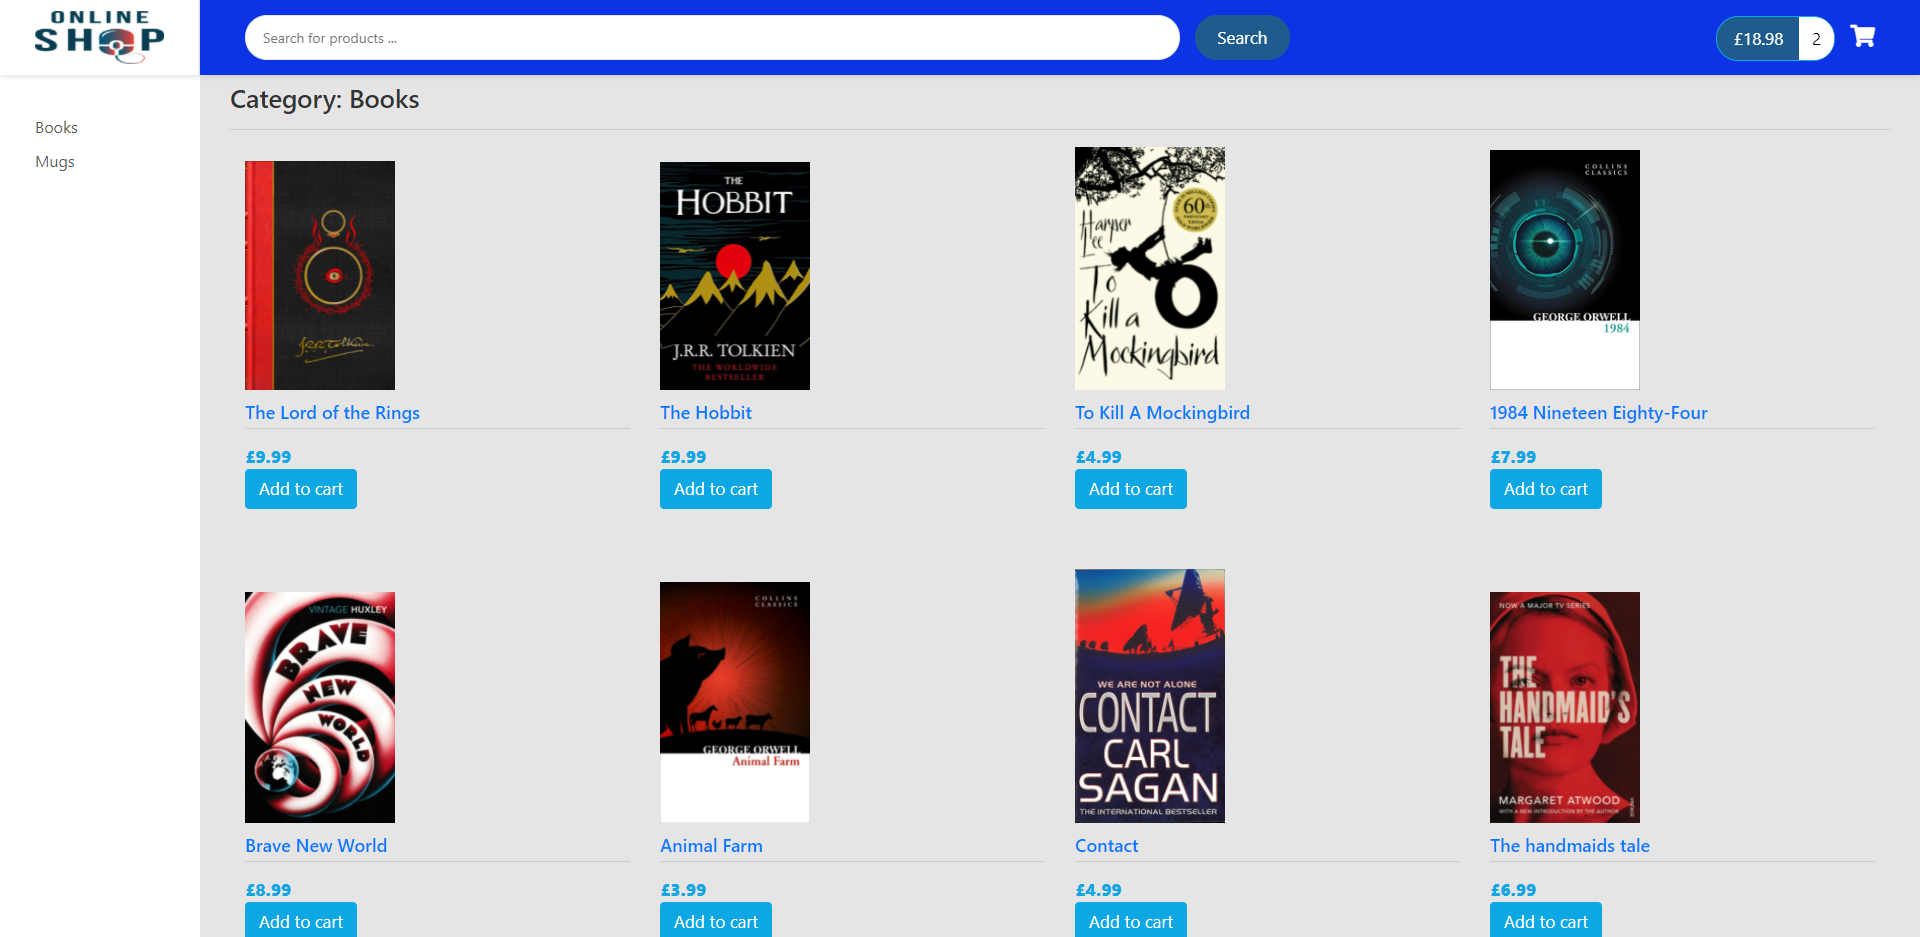 ONLINE
SHOP
Search for products ...
Search
£18.98
2
Books
Mugs
Category: Books
THE
HOBBIT
J.R.R. TOLKIEN
THE WORLDWIDE
BESTSELLER
60th
Anniversary
Edition
Harper
Lee
To
Kill a
Mockingbird
COLLINS
CLASSICS
GEORGE ORWELL
1984
The Lord of the Rings
The Hobbit
To Kill A Mockingbird
1984 Nineteen Eighty-Four
£9.99
£9.99
£4.99
£7.99
Add to cart
Add to cart
Add to cart
Add to cart
VINTAGE HUXLEY
BRAVE
NEW
WORLD
COLLINS
CLASSICS
GEORGE ORWELL
Animal Farm
WE ARE NOT ALONE
CONTACT
CARL
SAGAN
THE INTERNATIONAL BESTSELLER
NOW A MAJOR TV SERIES
THE
HANDMAID'S
TALE
MARGARET ATWOOD
WITH A NEW INTRODUCTION BY THE AUTHOR
Brave New World
Animal Farm
Contact
The handmaids tale
£8.99
£3.99
£4.99
£6.99
Add to cart
Add to cart
Add to cart
Add to cart